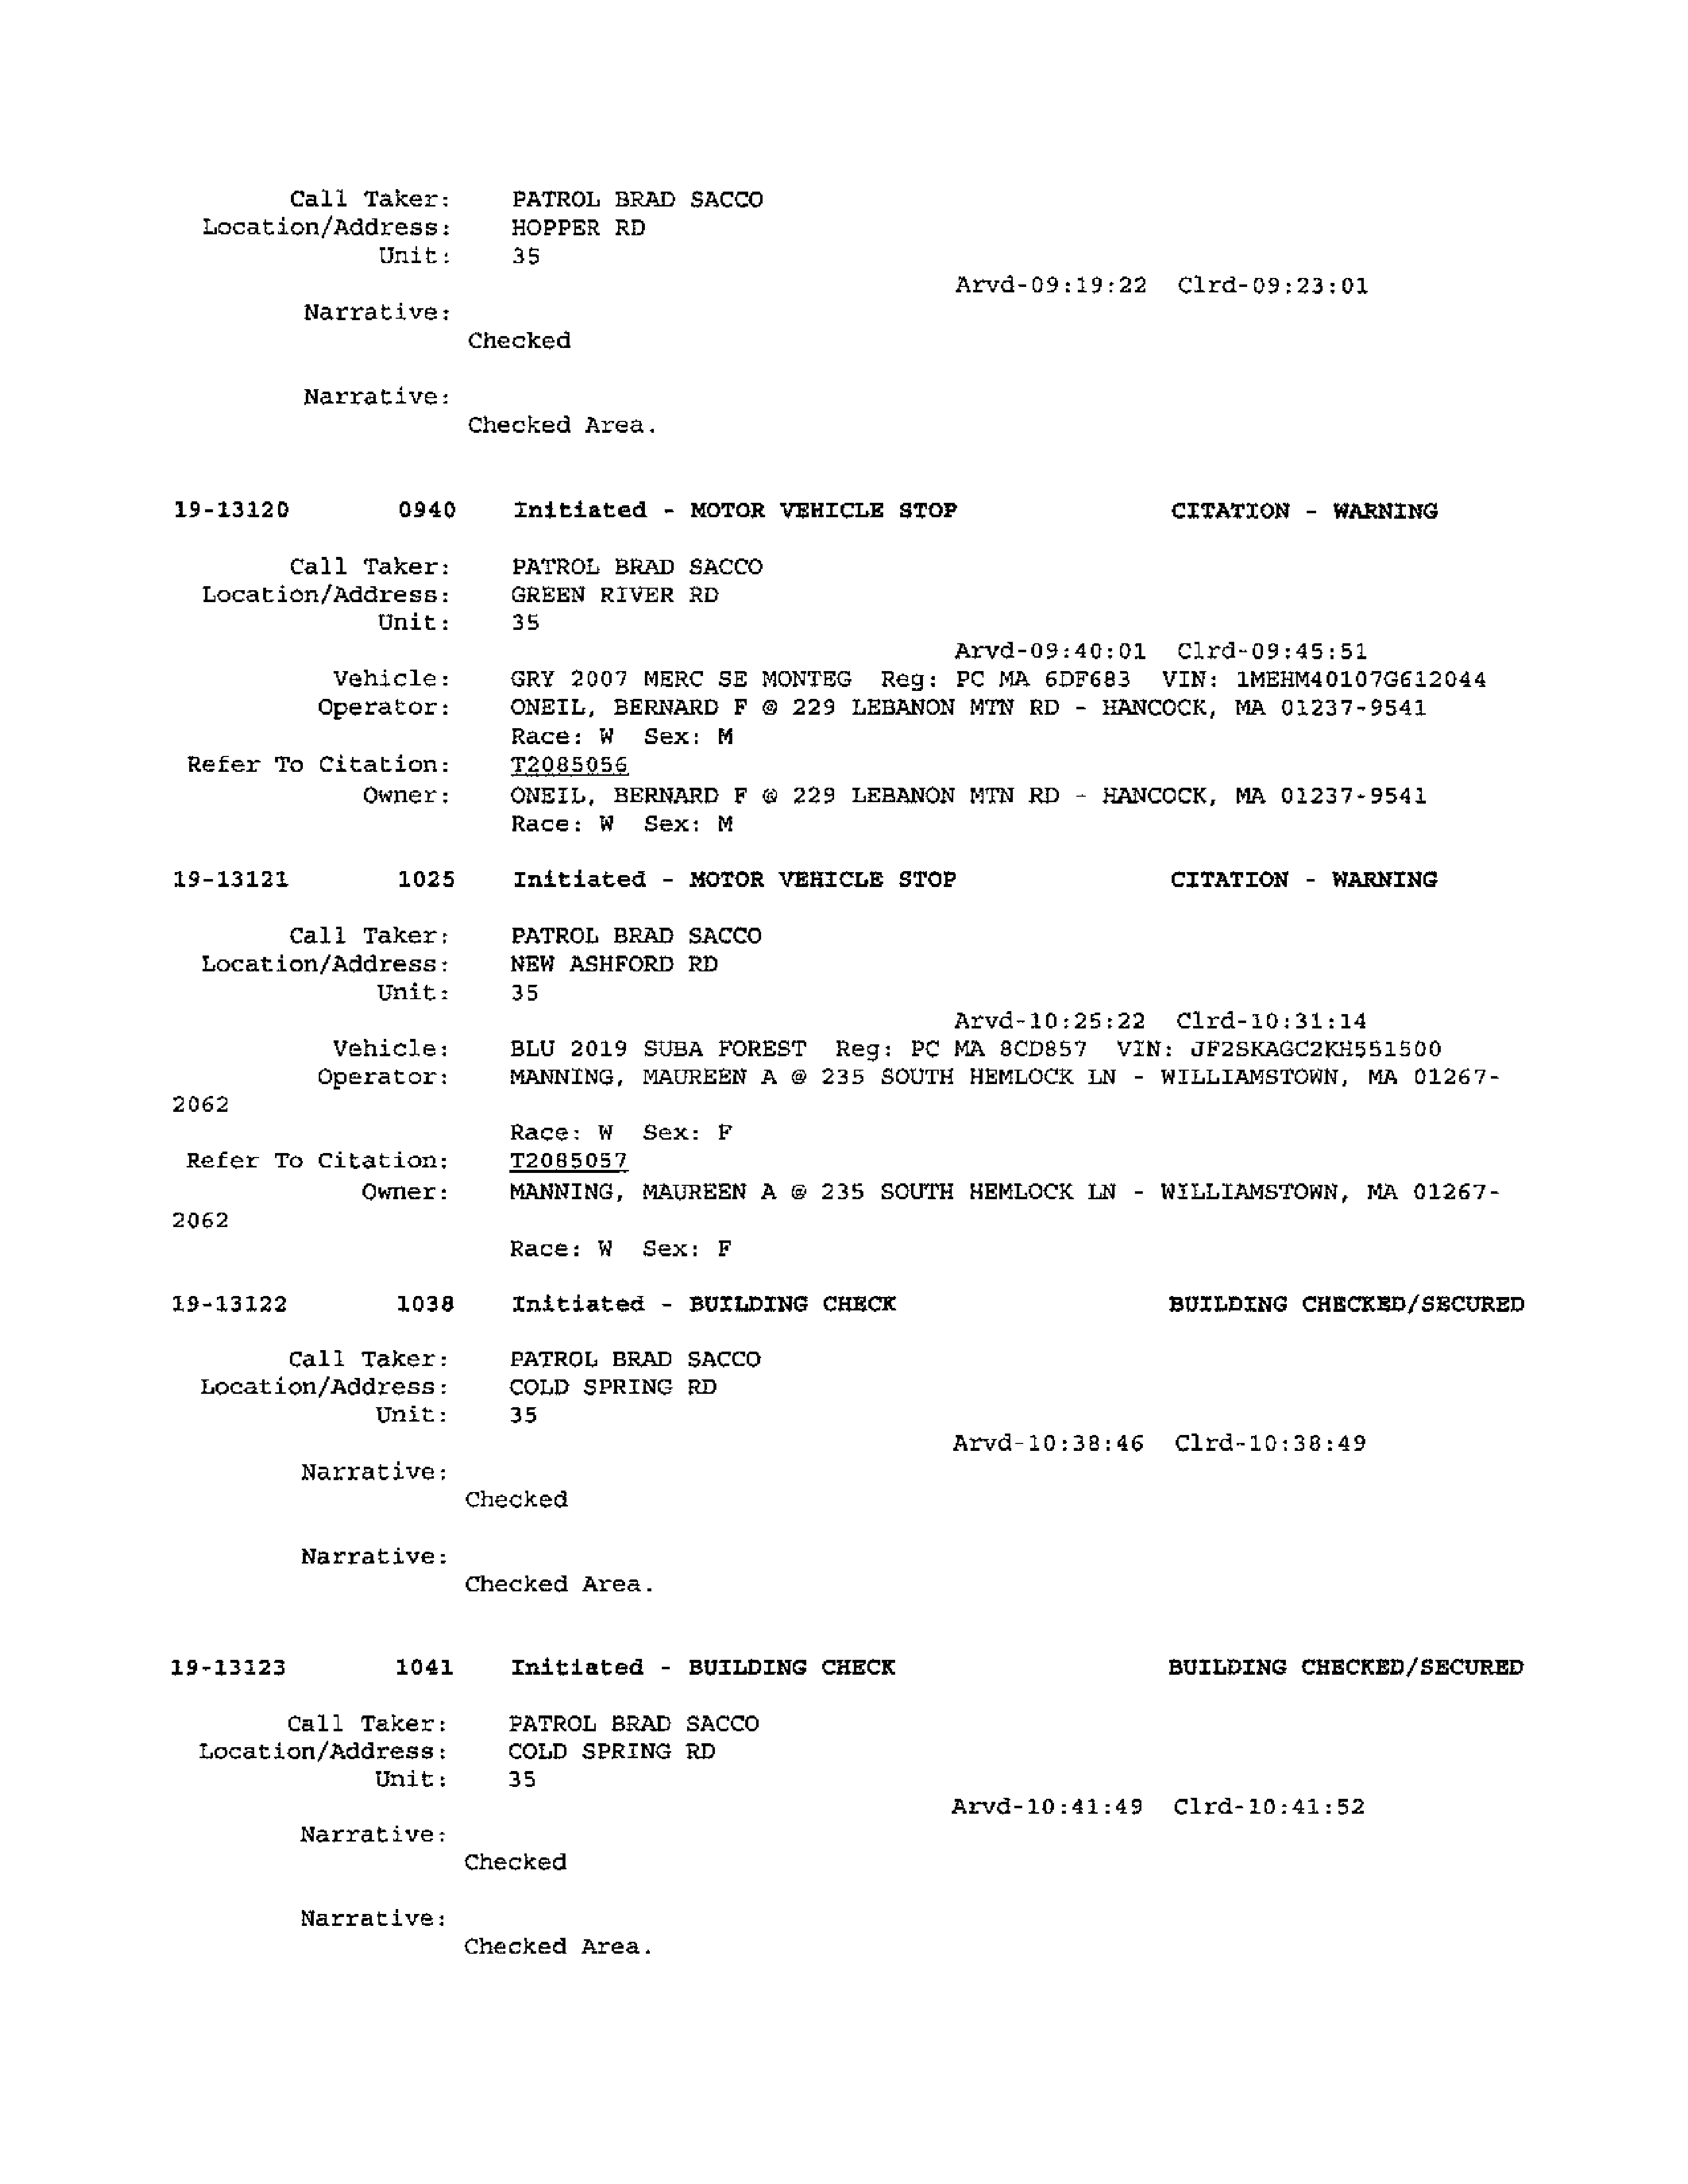 Call Taker: PATROL BRAD SACCO
Location/Address: HOPPER RD
Unit: 35
Arvd-09:19:22 Clrd-09:23:01
Narrative:
Checked
Narrative:
Checked Area.
19-13120 0940 Initiated - MOTOR VEHICLE STOP CITATION - WARNING
Call Taker: PATROL BRAD SACCO
Location/Address: GREEN RIVER RD
Unit: 35
Arvd-09:40:01 Clrd-09:45:51
Vehicle: GRY 2007 MERC SE MONTEG Reg: PC MA 6DF683 VIN: 1MEHM40107G612044
Operator: ONEIL, BERNARD F @ 229 LEBANON MTN RD - HANCOCK, MA 01237-9541
Race: W Sex: M
Refer To Citation: T2085056
Owner: ONEIL, BERNARD F @ 229 LEBANON MTN RD - HANCOCK, MA 01237-9541
Race: W Sex: M
19-13121 1025 Initiated - MOTOR VEHICLE STOP CITATION - WARNING
Call Taker: PATROL BRAD SACCO
Location/Address: NEW ASHFORD RD
Unit: 35
Arvd-10:25:22 Clrd-10:31:14
Vehicle: BLU 2019 SUBA FOREST Reg: PC MA 8CD857 VIN: JF2SKAGC2KH551500
Operator: MANNING, MAUREEN A @ 235 SOUTH HEMLOCK LN - WILLIAMSTOWN, MA 01267-
2062
Race: W Sex: F
Refer To Citation: T2085057
Owner: MANNING, MAUREEN A @ 235 SOUTH HEMLOCK LN - WILLIAMSTOWN, MA 01267-
2062
Race: W Sex: F
19-13122 1038 Initiated - BUILDING CHECK BUILDING CHECKED/SECURED
Call Taker: PATROL BRAD SACCO
Location/Address: COLD SPRING RD
Unit: 35
Arvd-10:38:46 Clrd-10:38:49
Narrative:
Checked
Narrative:
Checked Area.
19-13123 1041 Initiated - BUILDING CHECK BUILDING CHECKED/SECURED
Call Taker: PATROL BRAD SACCO
Location/Address: COLD SPRING RD
Unit: 35
Arvd-10:41:49 Clrd-10:41:52
Narrative:
Checked
Narrative:
Checked Area.